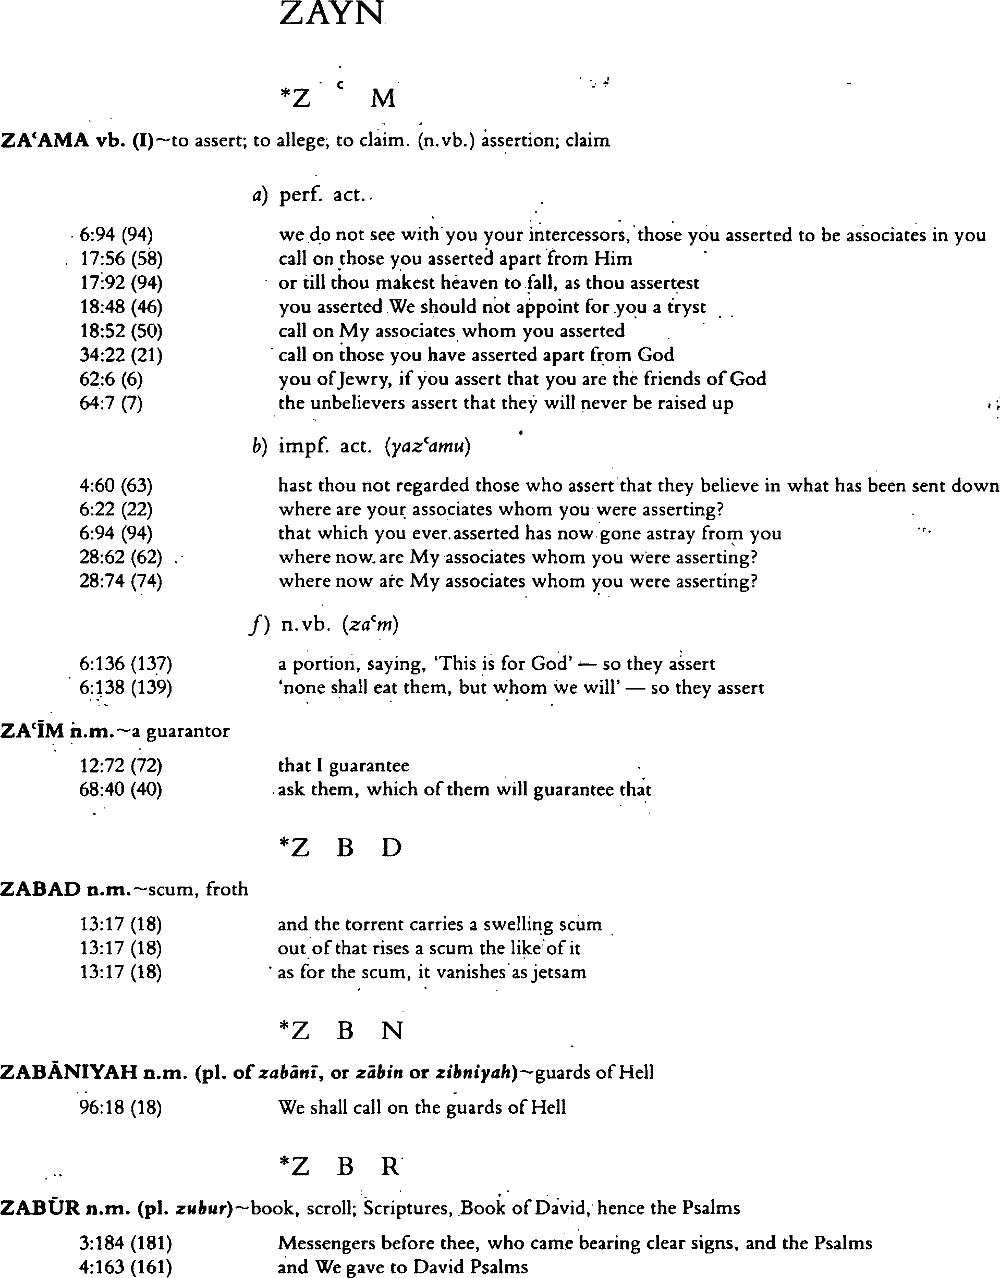 ZAYN
*Z ʿ M
ZAʿAMA vb. (I)~to assert; to allege, to claim. (n.vb.) assertion; claim
a) perf. act.
6:94 (94) we do not see with you your intercessors, those you asserted to be associates in you
17:56 (58) call on those you asserted apart from Him
17:92 (94) or till thou makest heaven to fall, as thou assertest
18:48 (46) you asserted We should not appoint for you a tryst
18:52 (50) call on My associates whom you asserted
34:22 (21) call on those you have asserted apart from God
62:6 (6) you of Jewry, if you assert that you are the friends of God
64:7 (7) the unbelievers assert that they will never be raised up
b) impf. act. (yazʿamu)
4:60 (63) hast thou not regarded those who assert that they believe in what has been sent down
6:22 (22) where are your associates whom you were asserting?
6:94 (94) that which you ever asserted has now gone astray from you
28:62 (62) where now are My associates whom you were asserting?
28:74 (74) where now are My associates whom you were asserting?
f) n.vb. (zaʿm)
6:136 (137) a portion, saying, ‘This is for God’ — so they assert
6:138 (139) ‘none shall eat them, but whom we will’ — so they assert
ZAʿĪM n.m.~a guarantor
12:72 (72) that I guarantee
68:40 (40) ask them, which of them will guarantee that
*Z B D
ZABAD n.m.~scum, froth
13:17 (18) and the torrent carries a swelling scum
13:17 (18) out of that rises a scum the like of it
13:17 (18) as for the scum, it vanishes as jetsam
*Z B N
ZABĀNIYAH n.m. (pl. of zabānī, or zābin or zibniyah)~guards of Hell
96:18 (18) We shall call on the guards of Hell
*Z B R
ZABŪR n.m. (pl. zubur)~book, scroll; Scriptures, Book of David, hence the Psalms
3:184 (181) Messengers before thee, who came bearing clear signs, and the Psalms
4:163 (161) and We gave to David Psalms